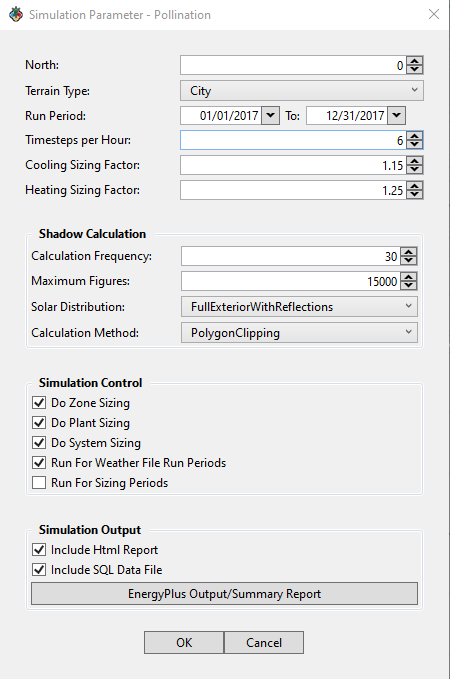 Simulation Parameter - Pollination
North: 0
Terrain Type: City
Run Period: 01/01/2017 To: 12/31/2017
Timesteps per Hour: 6
Cooling Sizing Factor: 1.15
Heating Sizing Factor: 1.25
Shadow Calculation
Calculation Frequency: 30
Maximum Figures: 15000
Solar Distribution: FullExteriorWithReflections
Calculation Method: PolygonClipping
Simulation Control
Do Zone Sizing
Do Plant Sizing
Do System Sizing
Run For Weather File Run Periods
Run For Sizing Periods
Simulation Output
Include Html Report
Include SQL Data File
EnergyPlus Output/Summary Report
OK Cancel